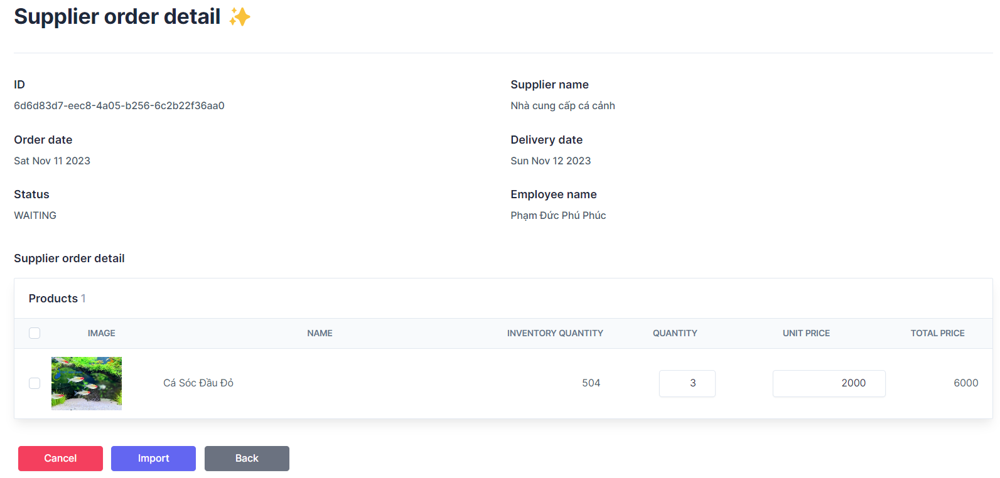 Supplier order detail ✨
ID
6d6d83d7-eec8-4a05-b256-6c2b22f36aa0
Supplier name
Nhà cung cấp cá cảnh
Order date
Sat Nov 11 2023
Delivery date
Sun Nov 12 2023
Status
WAITING
Employee name
Phạm Đức Phú Phúc
Supplier order detail
Products 1
IMAGE NAME INVENTORY QUANTITY QUANTITY UNIT PRICE TOTAL PRICE
Cá Sóc Đầu Đỏ 504 3 2000 6000
Cancel Import Back